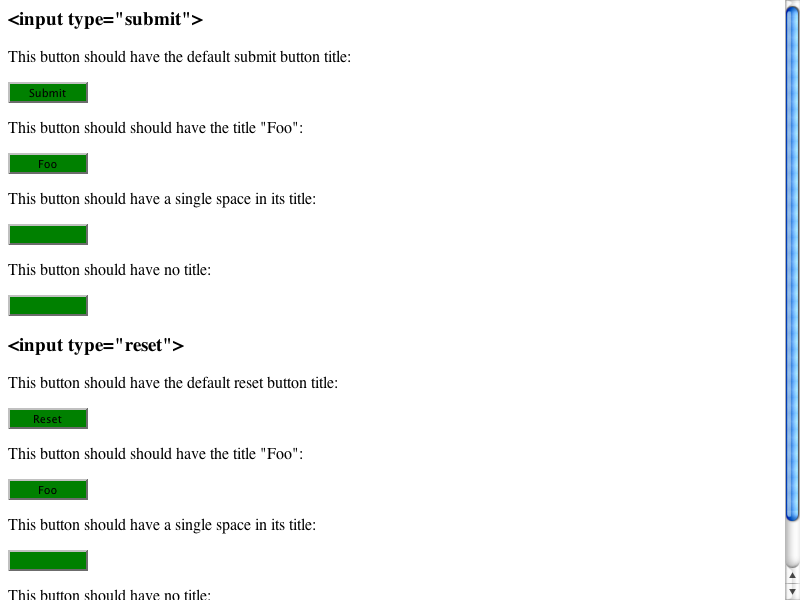 <input type="submit">
This button should have the default submit button title:
Submit
This button should should have the title "Foo":
Foo
This button should have a single space in its title:
This button should have no title:
<input type="reset">
This button should have the default reset button title:
Reset
This button should should have the title "Foo":
Foo
This button should have a single space in its title:
This button should have no title: